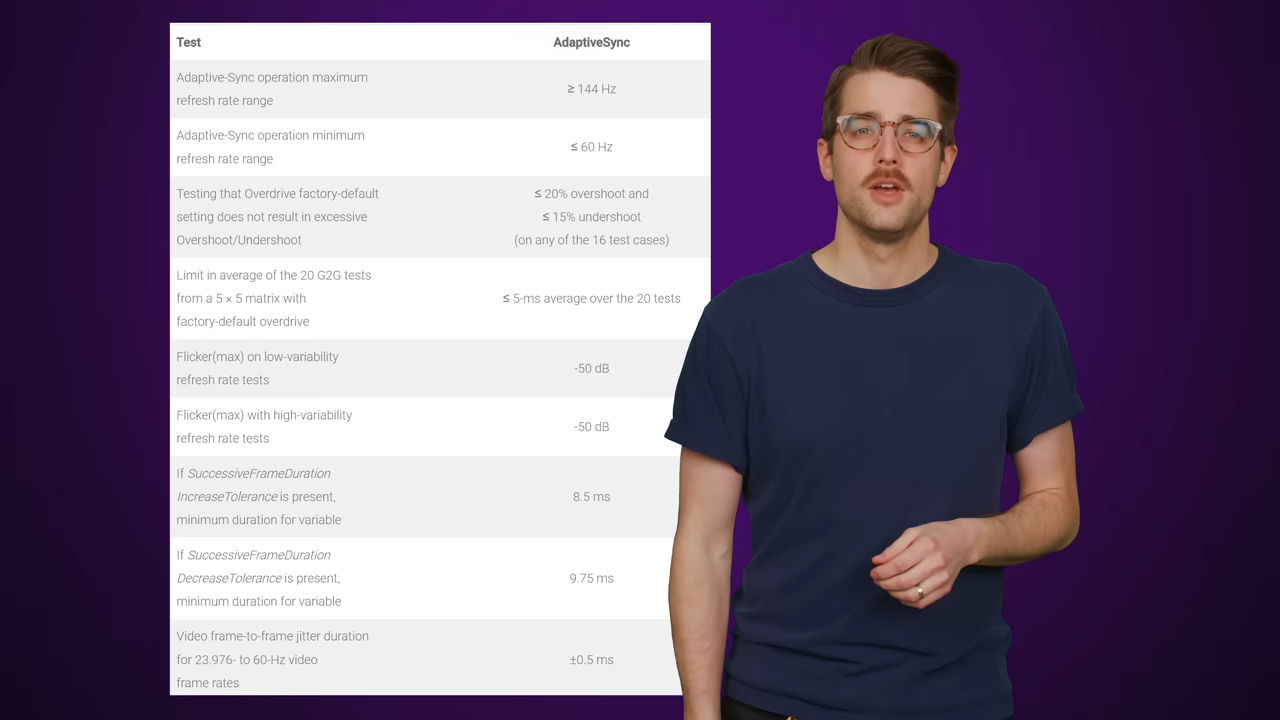 Test AdaptiveSync
Adaptive-Sync operation maximum
refresh rate range
≥ 144 Hz
Adaptive-Sync operation minimum
refresh rate range
≤ 60 Hz
Testing that Overdrive factory-default
setting does not result in excessive
Overshoot/Undershoot
≤ 20% overshoot and
≤ 15% undershoot
(on any of the 16 test cases)
Limit in average of the 20 G2G tests
from a 5 × 5 matrix with
factory-default overdrive
≤ 5-ms average over the 20 tests
Flicker(max) on low-variability
refresh rate tests
-50 dB
Flicker(max) with high-variability
refresh rate tests
-50 dB
If SuccessiveFrameDuration
IncreaseTolerance is present,
minimum duration for variable
8.5 ms
If SuccessiveFrameDuration
DecreaseTolerance is present,
minimum duration for variable
9.75 ms
Video frame-to-frame jitter duration
for 23.976- to 60-Hz video
frame rates
±0.5 ms